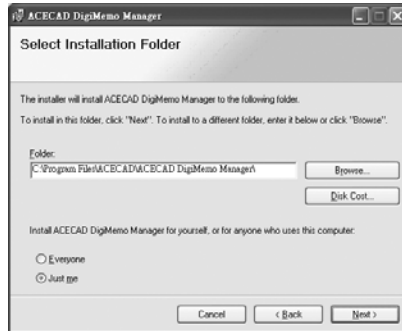 ACECAD DigiMemo Manager
Select Installation Folder
The installer will install ACECAD DigiMemo Manager to the following folder.
To install in this folder, click "Next". To install to a different folder, enter it below or click "Browse".
Folder:
C:\Program Files\ACECAD\ACECAD DigiMemo Manager\
Browse...
Disk Cost...
Install ACECAD DigiMemo Manager for yourself, or for anyone who uses this computer:
Everyone
Just me
Cancel
< Back
Next >